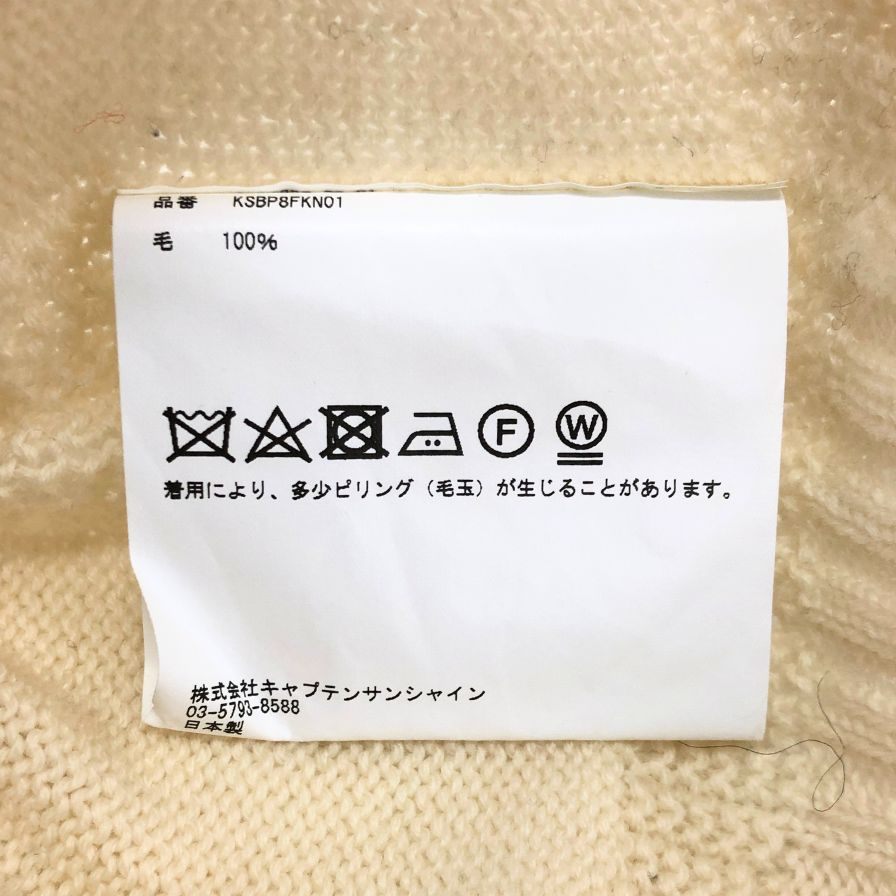 品番 KSBP8FKN01
毛 100%
F W
着用により、多少ピリング（毛玉）が生じることがあります。
株式会社キャプテンサンシャイン
03-5793-8588
日本製